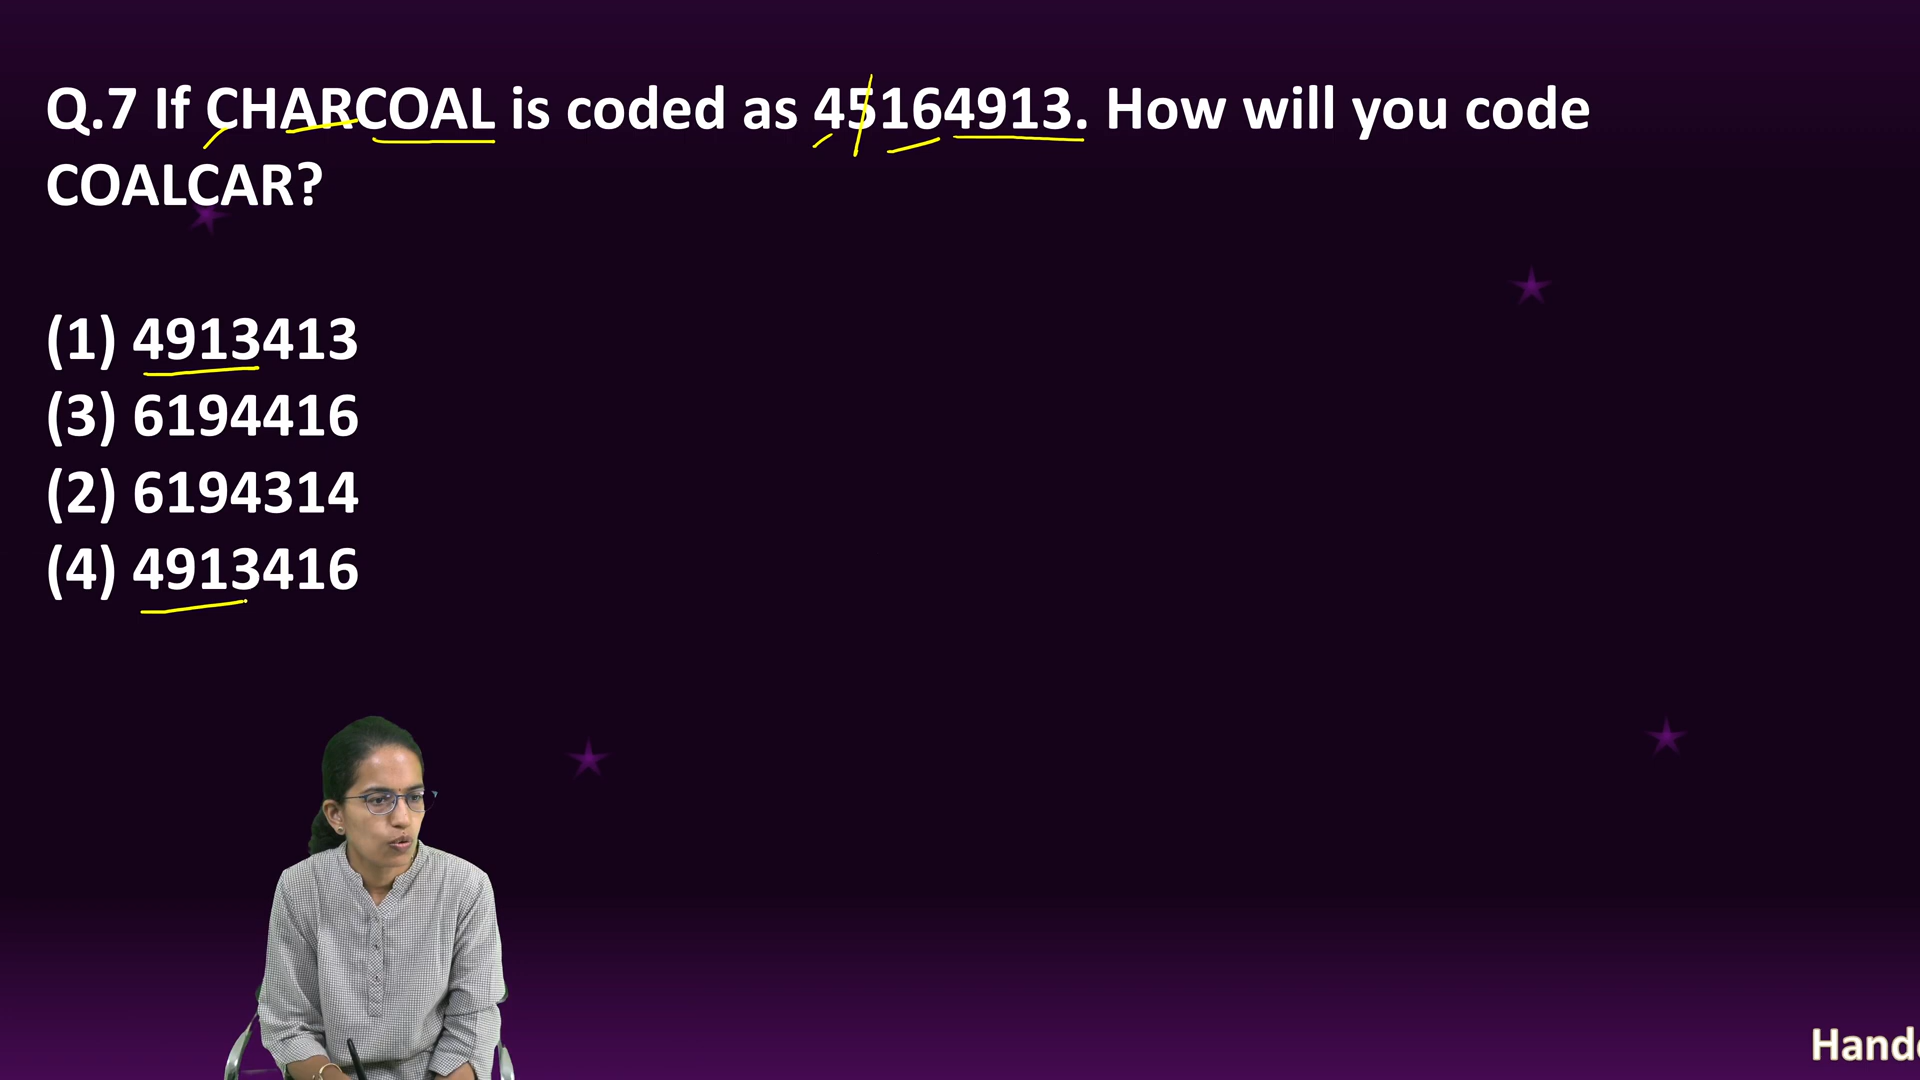 Q.7 If CHARCOAL is coded as 45164913. How will you code
COALCAR?
(1) 4913413
(3) 6194416
(2) 6194314
(4) 4913416